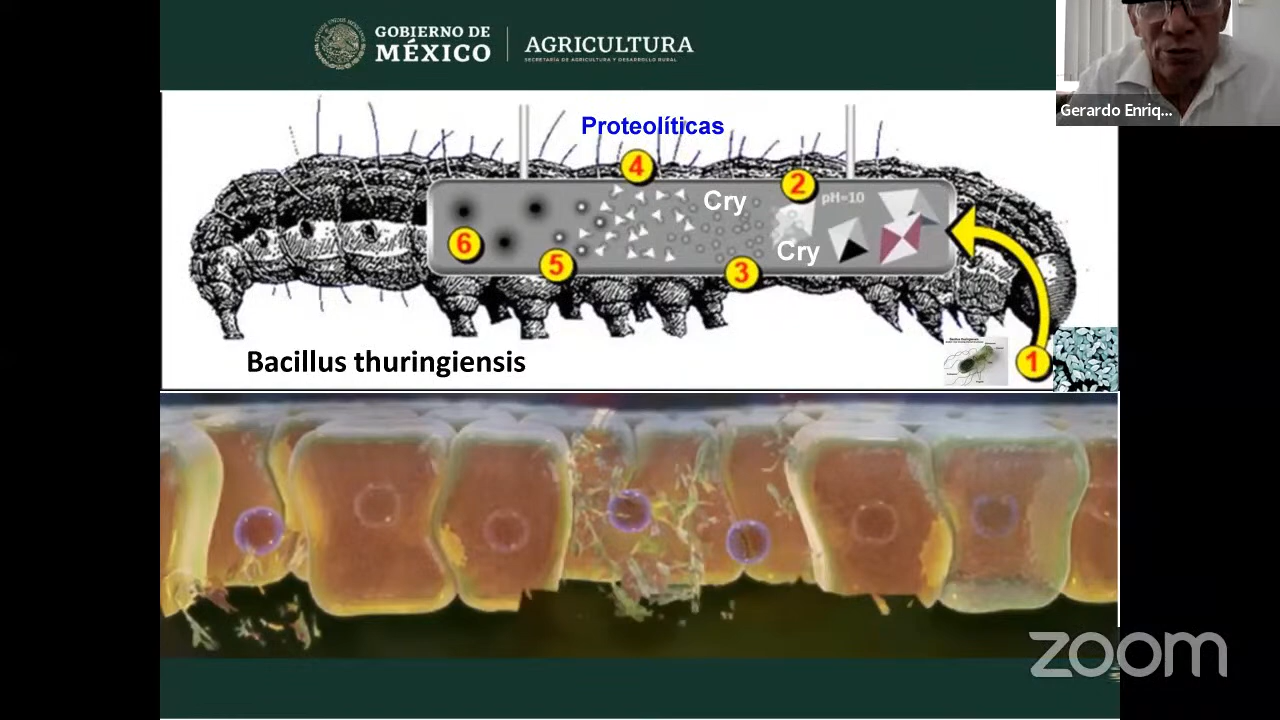 GOBIERNO DE
MÉXICO
AGRICULTURA
SECRETARÍA DE AGRICULTURA Y DESARROLLO RURAL
Gerardo Enriq...
Proteolíticas
4
2
Cry
pH=10
6
Cry
5
3
Bacillus thuringiensis
1
zoom